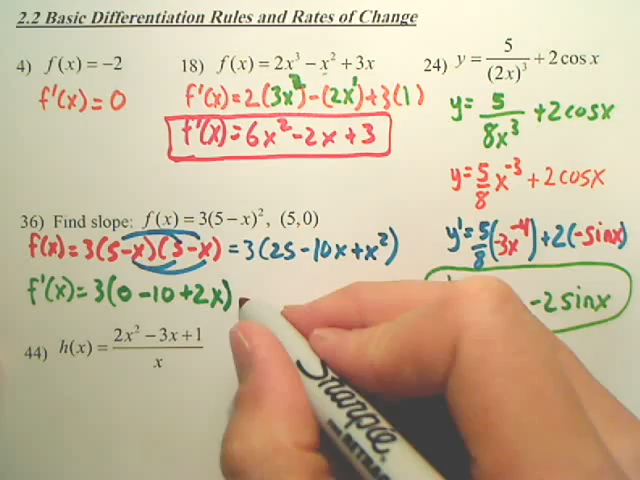 2.2 Basic Differentiation Rules and Rates of Change
4) f(x) = −2
f'(x) = 0
18) f(x) = 2x³ − x² + 3x
f'(x) = 2(3x²) − (2x¹) + 3(1)
f'(x) = 6x² − 2x + 3
24) y = 5/(2x)³ + 2 cos x
y = 5/8x³ + 2cosx
y = 5/8 x⁻³ + 2cosx
y' = 5/8(−3x⁻⁴) + 2(−sinx)
−2sinx
36) Find slope: f(x) = 3(5 − x)², (5,0)
f(x) = 3(5−x)(5−x) = 3(25 − 10x + x²)
f'(x) = 3(0 − 10 + 2x)
44) h(x) = 2x² − 3x + 1 / x
Sharpie